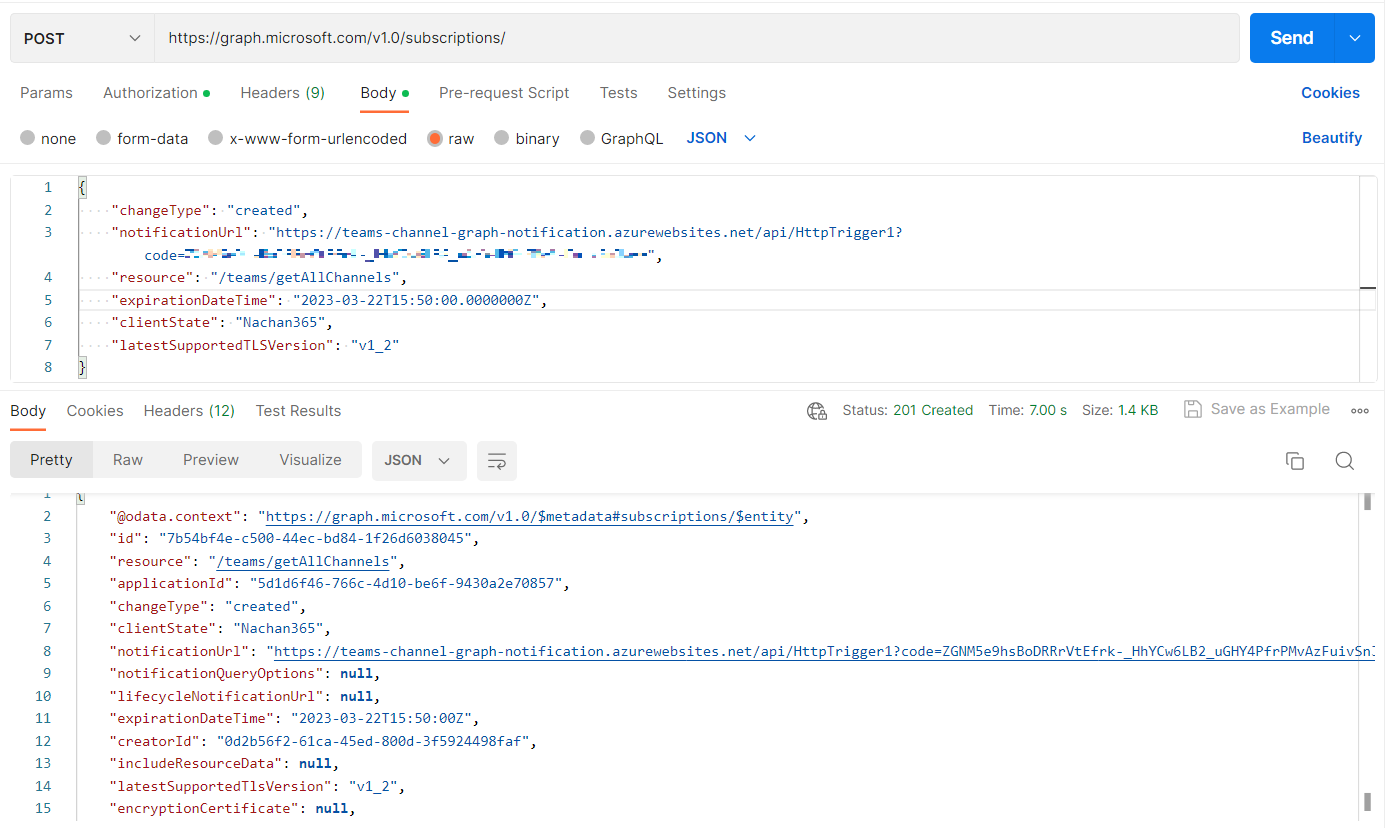 POST https://graph.microsoft.com/v1.0/subscriptions/ Send
Params Authorization Headers (9) Body Pre-request Script Tests Settings Cookies
none form-data x-www-form-urlencoded raw binary GraphQL JSON Beautify
1 {
2 "changeType": "created",
3 "notificationUrl": "https://teams-channel-graph-notification.azurewebsites.net/api/HttpTrigger1?
code= ",
4 "resource": "/teams/getAllChannels",
5 "expirationDateTime": "2023-03-22T15:50:00.0000000Z",
6 "clientState": "Nachan365",
7 "latestSupportedTLSVersion": "v1_2"
8 }
Body Cookies Headers (12) Test Results Status: 201 Created Time: 7.00 s Size: 1.4 KB Save as Example
Pretty Raw Preview Visualize JSON
1 {
2 "@odata.context": "https://graph.microsoft.com/v1.0/$metadata#subscriptions/$entity",
3 "id": "7b54bf4e-c500-44ec-bd84-1f26d6038045",
4 "resource": "/teams/getAllChannels",
5 "applicationId": "5d1d6f46-766c-4d10-be6f-9430a2e70857",
6 "changeType": "created",
7 "clientState": "Nachan365",
8 "notificationUrl": "https://teams-channel-graph-notification.azurewebsites.net/api/HttpTrigger1?code=ZGNM5e9hsBoDRRrVtEfrk-_HhYCw6LB2_uGHY4PfrPMvAzFuivSnJ
9 "notificationQueryOptions": null,
10 "lifecycleNotificationUrl": null,
11 "expirationDateTime": "2023-03-22T15:50:00Z",
12 "creatorId": "0d2b56f2-61ca-45ed-800d-3f5924498faf",
13 "includeResourceData": null,
14 "latestSupportedTlsVersion": "v1_2",
15 "encryptionCertificate": null,